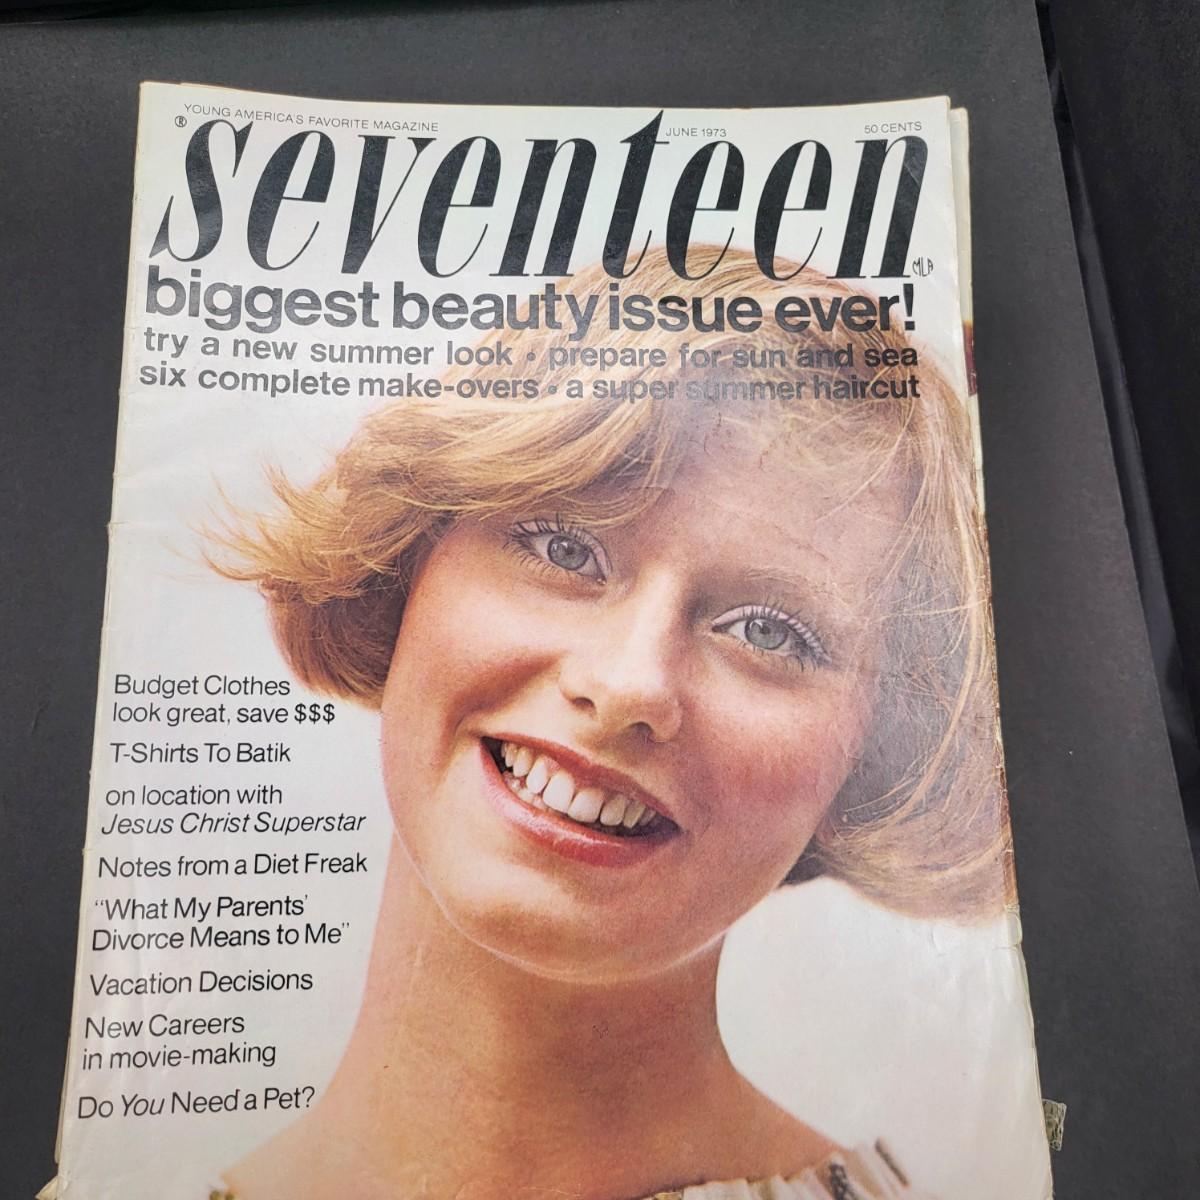 YOUNG AMERICA'S FAVORITE MAGAZINE
JUNE 1973
50 CENTS
®
seventeen
MLA
biggest beauty issue ever!
try a new summer look • prepare for sun and sea
six complete make-overs • a super summer haircut
Budget Clothes
look great, save $$$
T-Shirts To Batik
on location with
Jesus Christ Superstar
Notes from a Diet Freak
"What My Parents'
Divorce Means to Me"
Vacation Decisions
New Careers
in movie-making
Do You Need a Pet?